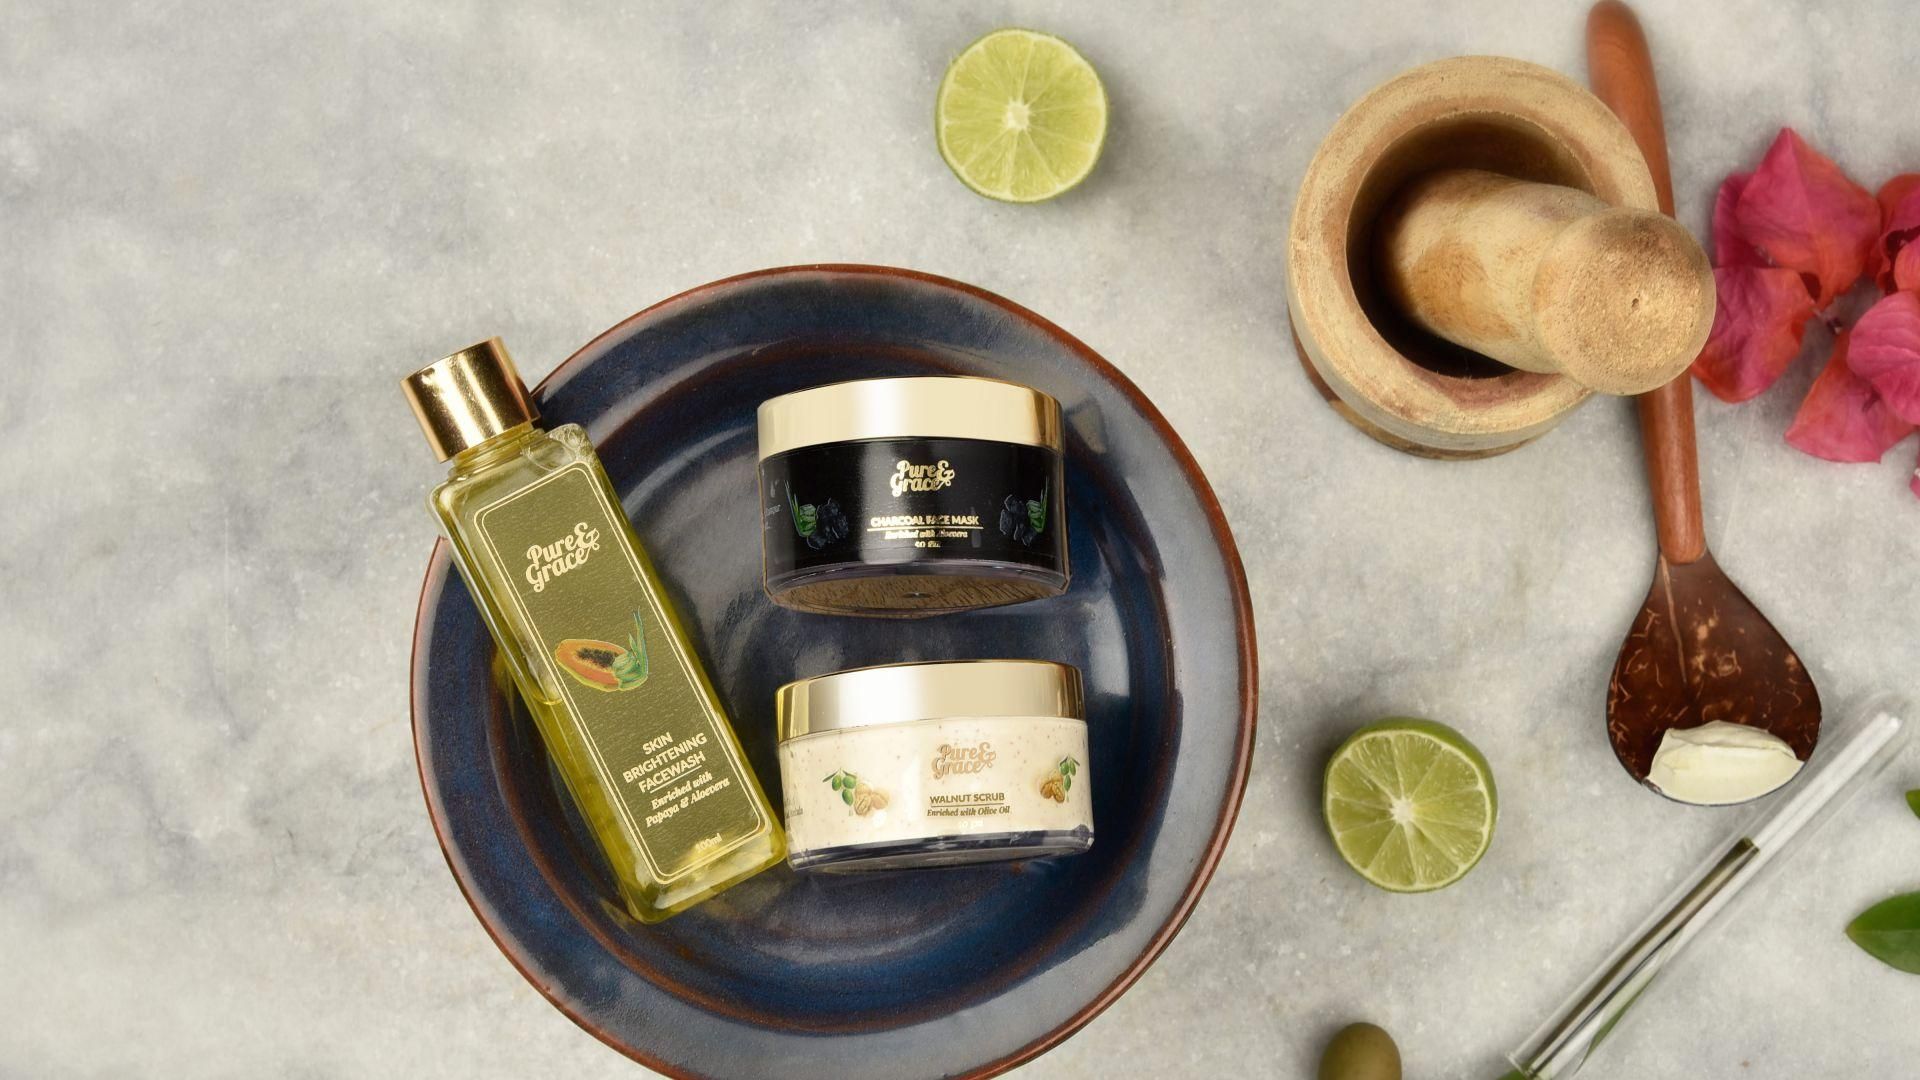 Pure&
Grace
SKIN
BRIGHTENING
FACEWASH
Enriched with
Papaya & Aloevera
100ml
Pure&
Grace
CHARCOAL FACE MASK
Enriched with Aloevera
Pure&
Grace
WALNUT SCRUB
Enriched with Olive Oil